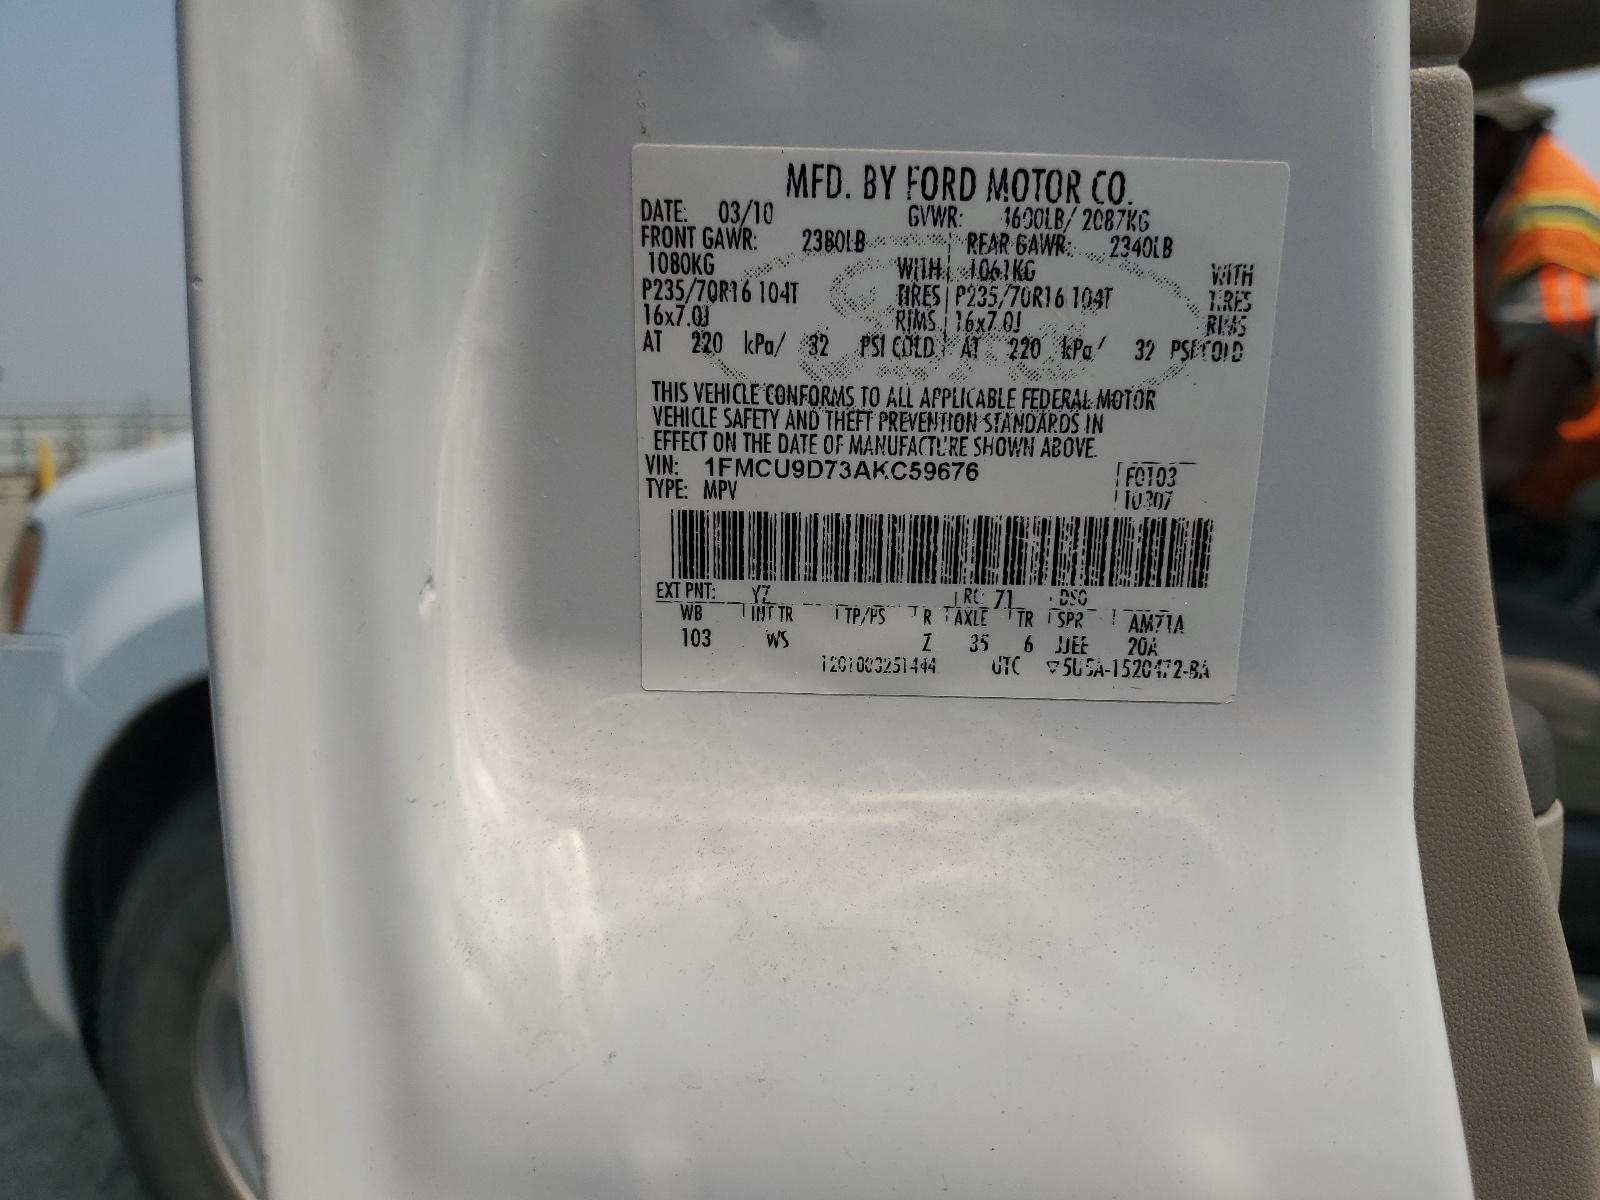 MFD. BY FORD MOTOR CO.
DATE: 03/10 GVWR: 4600LB/ 2087KG
FRONT GAWR: 2380LB REAR GAWR: 2340LB
1080KG WITH 1061KG WITH
P235/70R16 104T TIRES P235/70R16 104T TIRES
16x7.0J RIMS 16x7.0J RIMS
AT 220 kPa/ 32 PSI COLD AT 220 kPa/ 32 PSI COLD
THIS VEHICLE CONFORMS TO ALL APPLICABLE FEDERAL MOTOR
VEHICLE SAFETY AND THEFT PREVENTION STANDARDS IN
EFFECT ON THE DATE OF MANUFACTURE SHOWN ABOVE.
VIN: 1FMCU9D73AKC59676 F0103
TYPE: MPV 10307
EXT PNT: YZ RC: 71 DSO
WB INT TR TP/PS R AXLE TR SPR AM71A
103 WS Z 35 6 JJEE 20A
1201003251444 UTC 5U5A-1520472-BA